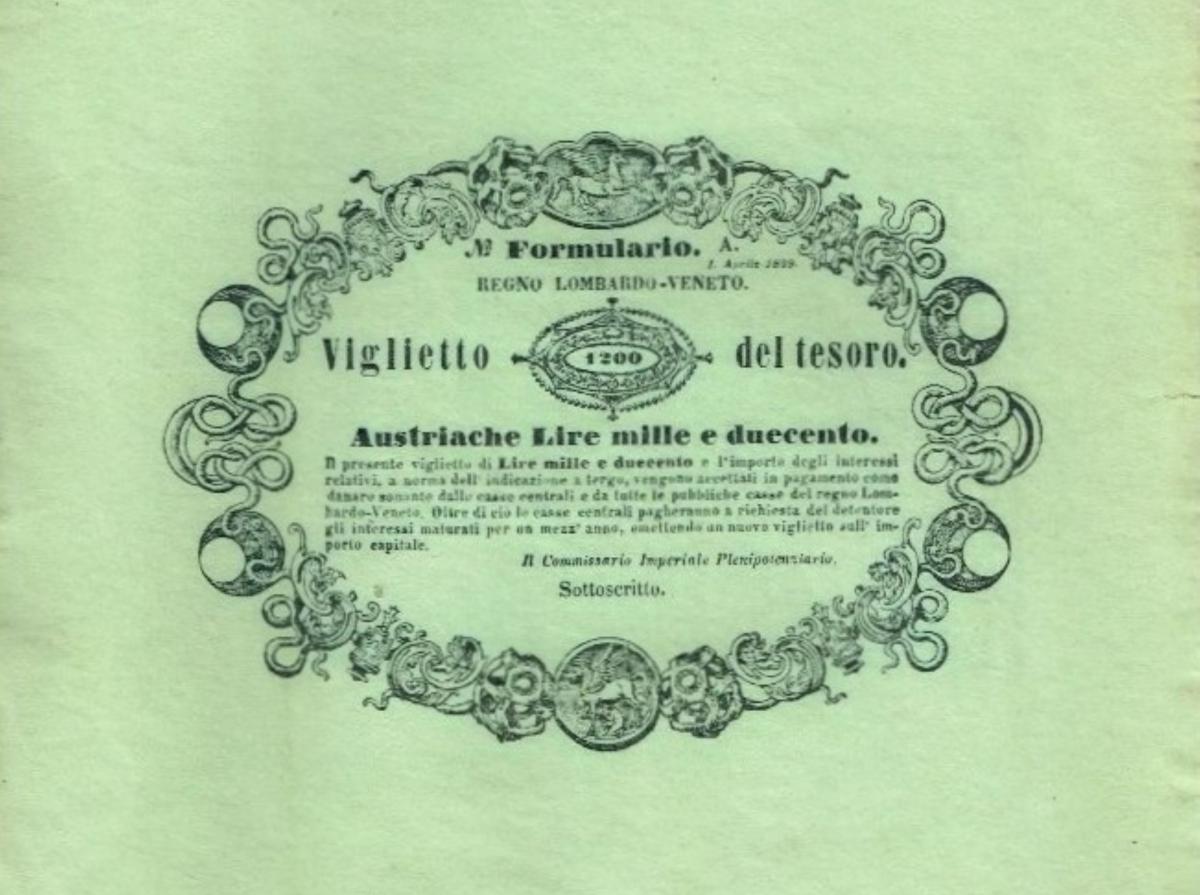 Nº Formulario. A.
1. Aprile 1849.
REGNO LOMBARDO-VENETO.
Viglietto 1200 del tesoro.
Austriache Lire mille e duecento.
Il presente viglietto di Lire mille e duecento e l'importo degli interessi
relativi, a norma dell' indicazione a tergo, vengono accettati in pagamento come
danaro sonante dalle casse centrali e da tutte le pubbliche casse del regno Lom-
bardo-Veneto. Oltre di ciò le casse centrali pagheranno a richiesta del detentore
gli interessi maturati per un mezz' anno, emettendo un nuovo viglietto sull' im-
porto capitale.
Il Commissario Imperiale Plenipotenziario.
Sottoscritto.